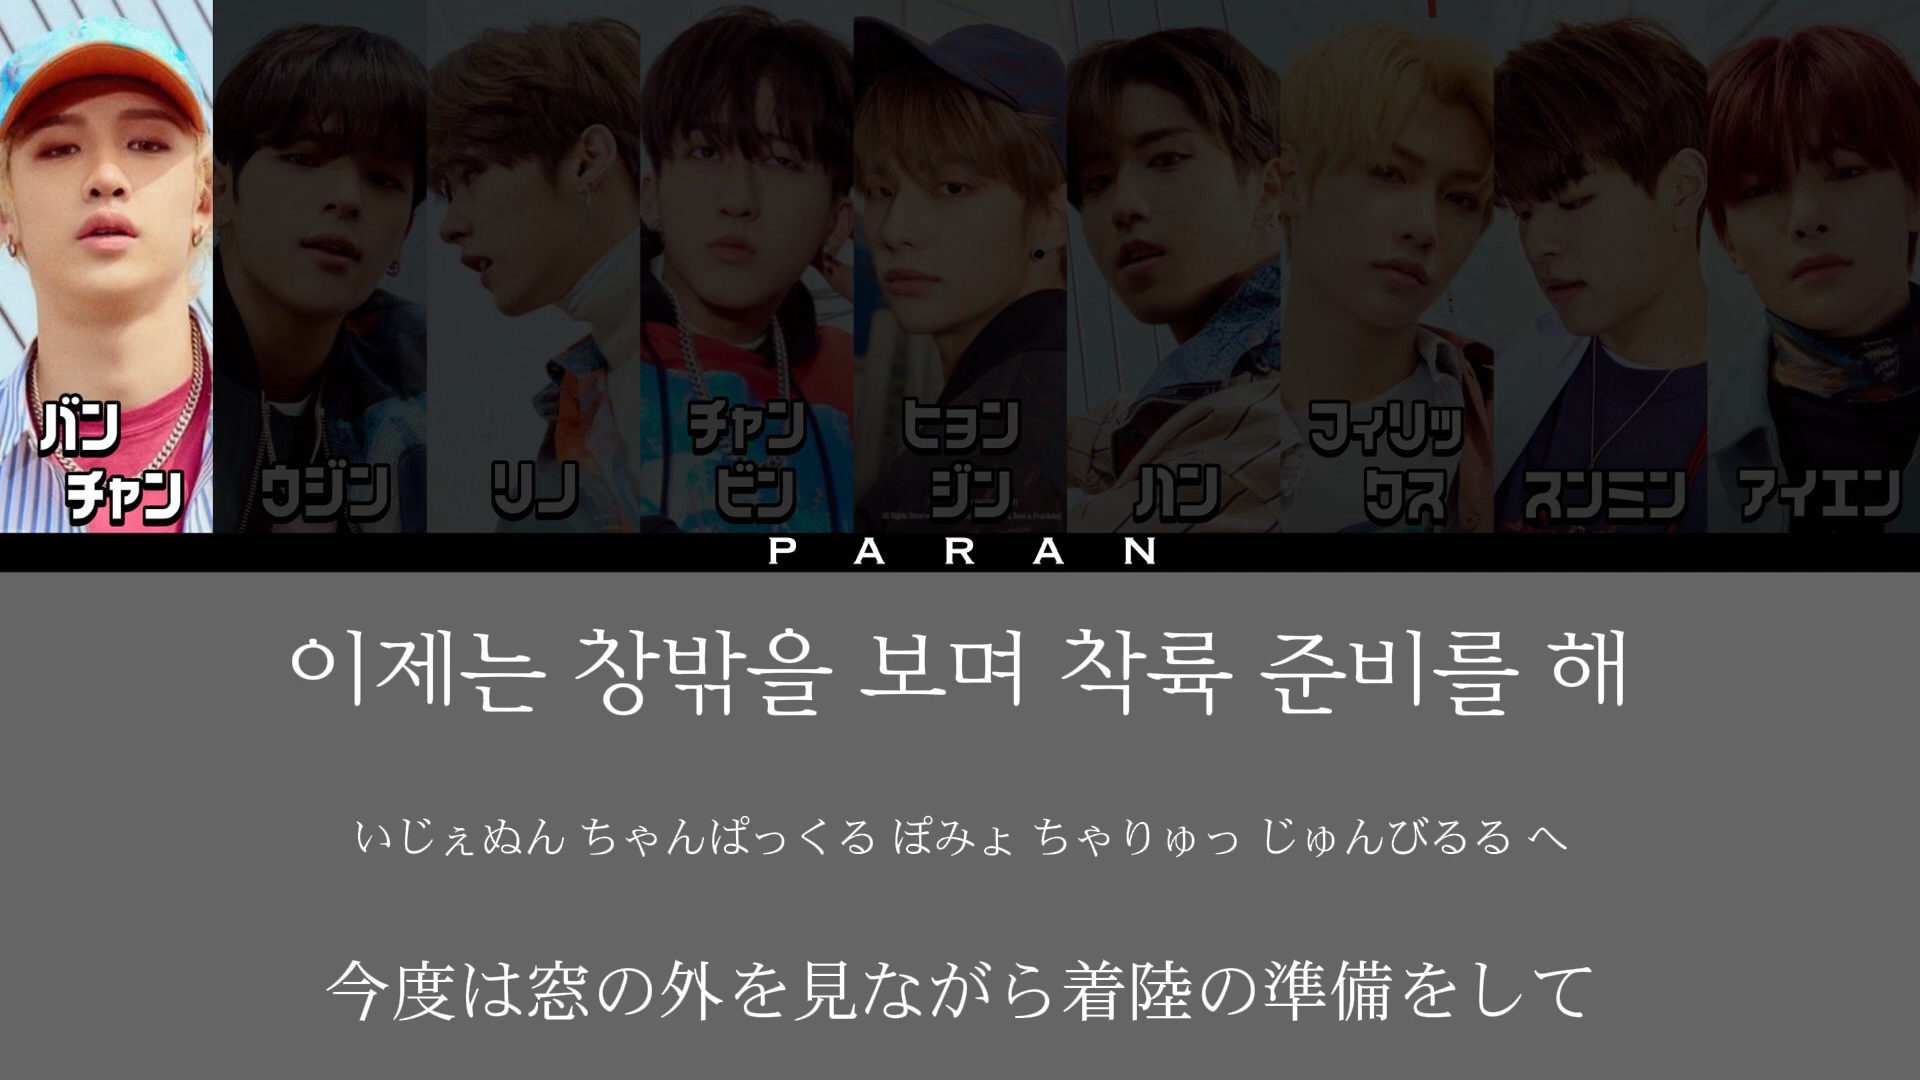 バン
チャン
ウジン
リノ
チャン
ビン
ヒョン
ジン
ハン
フィリッ
クス
スンミン
アイエン
PARAN
이제는 창밖을 보며 착륙 준비를 해
いじぇぬん ちゃんぱっくる ぽみょ ちゃりゅっ じゅんびるる へ
今度は窓の外を見ながら着陸の準備をして